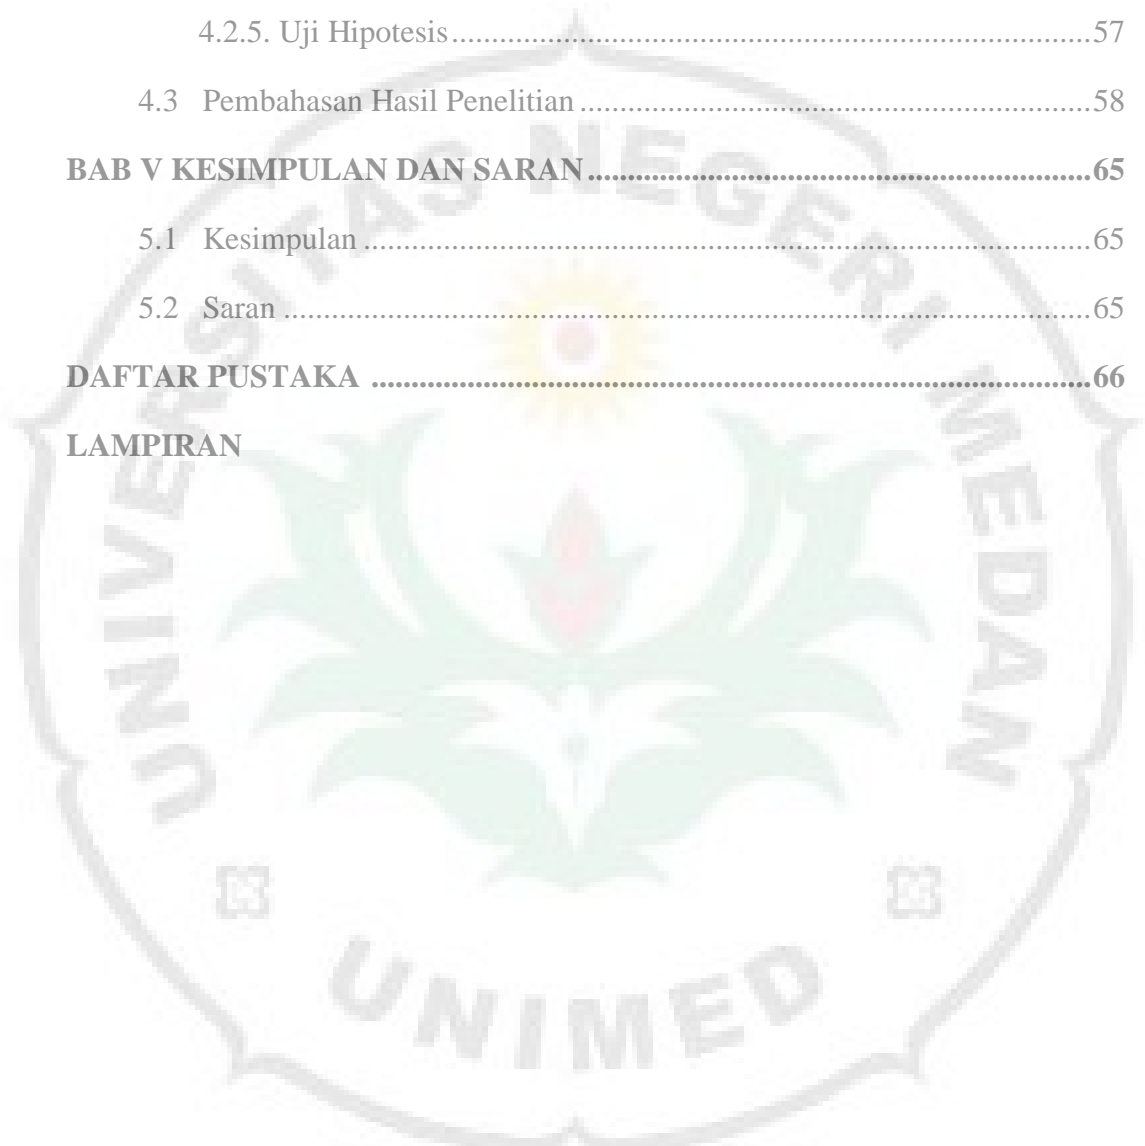 4.2.5. Uji Hipotesis........................................................................57
4.3 Pembahasan Hasil Penelitian ........................................................58
BAB V KESIMPULAN DAN SARAN........................................................65
5.1 Kesimpulan ..............................................................................65
5.2 Saran ......................................................................................65
DAFTAR PUSTAKA ..............................................................................66
LAMPIRAN
UNIVERSITAS NEGERI MEDAN
UNIMED